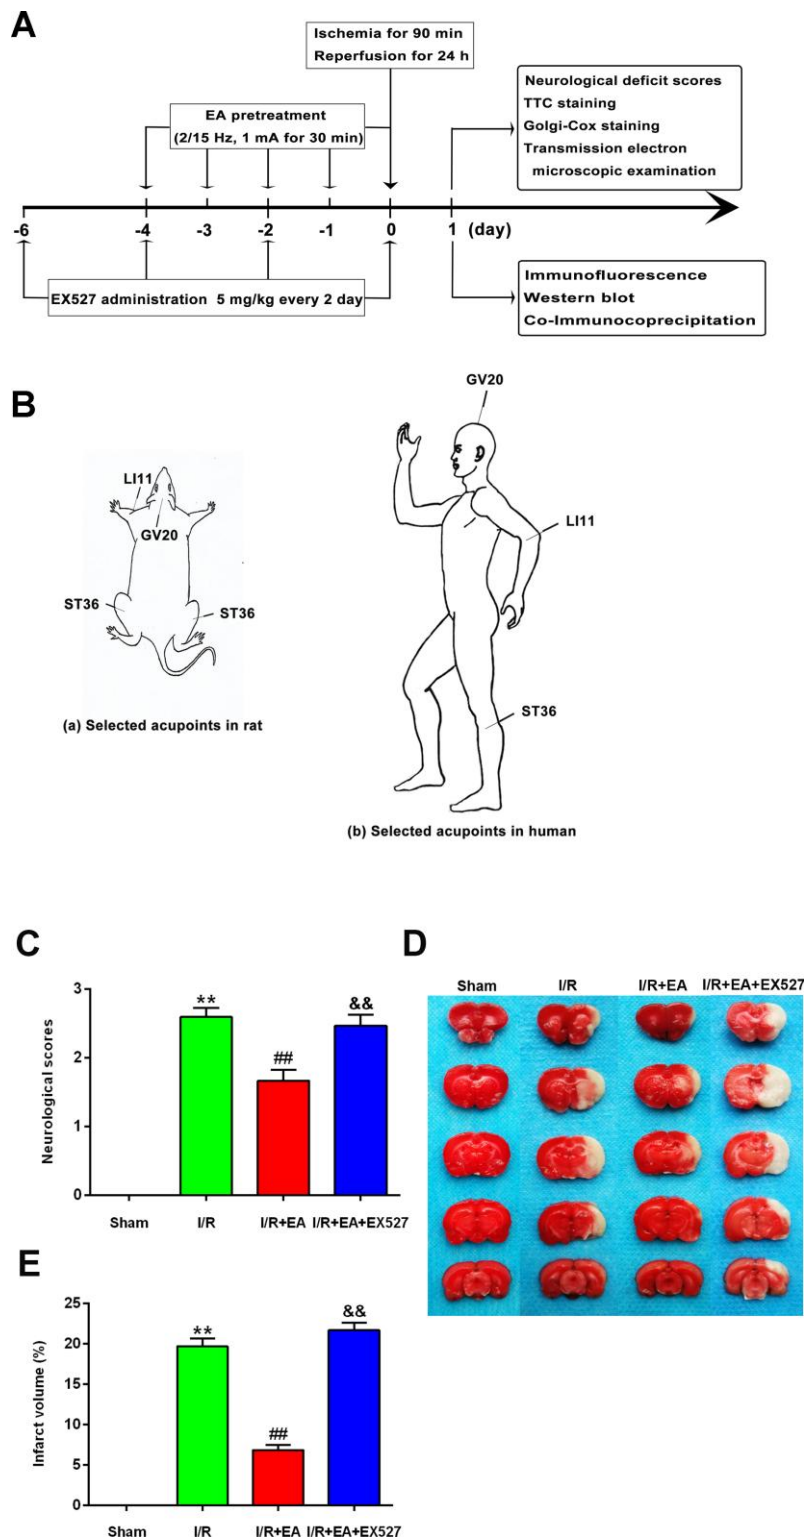 A
Ischemia for 90 min
Reperfusion for 24 h
EA pretreatment
(2/15 Hz, 1 mA for 30 min)
Neurological deficit scores
TTC staining
Golgi-Cox staining
Transmission electron
microscopic examination
-6 -4 -3 -2 -1 0 1 (day)
EX527 administration 5 mg/kg every 2 day
Immunofluorescence
Western blot
Co-Immunocoprecipitation
B
LI11
GV20
ST36
ST36
(a) Selected acupoints in rat
GV20
LI11
ST36
(b) Selected acupoints in human
C
Neurological scores
3
2
1
0
**
##
&&
Sham I/R I/R+EA I/R+EA+EX527
D
Sham I/R I/R+EA I/R+EA+EX527
E
Infarct volume (%)
25
20
15
10
5
0
**
##
&&
Sham I/R I/R+EA I/R+EA+EX527